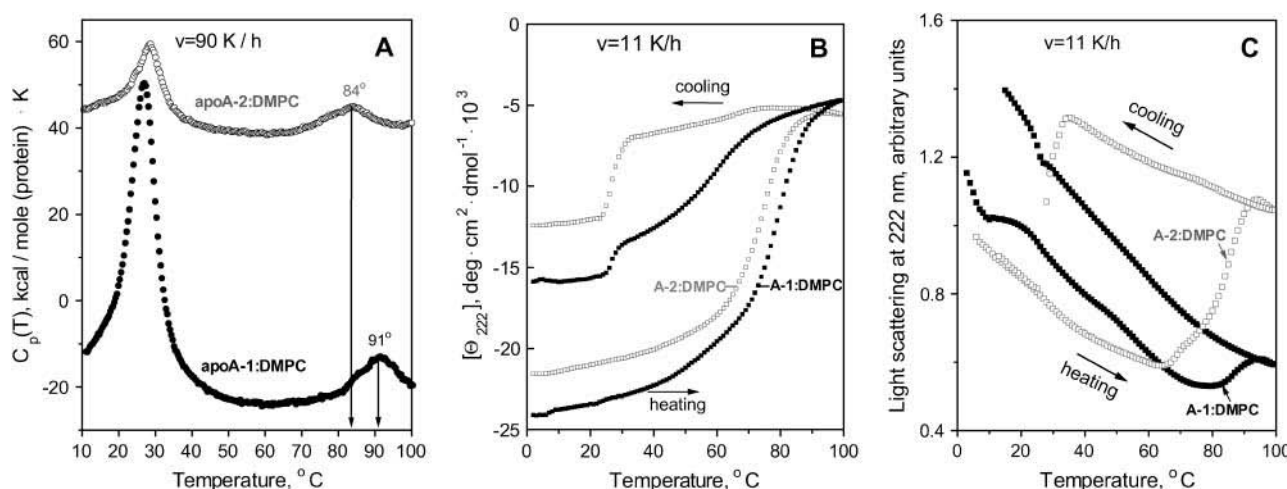 A
v=90 K / h
84°
apoA-2:DMPC
91°
apoA-1:DMPC
C_p(T), kcal / mole (protein) · K
60
40
20
0
-20
10 20 30 40 50 60 70 80 90 100
Temperature, °C
B
v=11 K/h
cooling
A-2:DMPC
A-1:DMPC
heating
[Θ_222], deg· cm² · dmol⁻¹ · 10³
0
-5
-10
-15
-20
-25
0 20 40 60 80 100
Temperature, °C
C
v=11 K/h
cooling
A-2:DMPC
heating
A-1:DMPC
Light scattering at 222 nm, arbitrary units
1.6
1.2
0.8
0.4
0 20 40 60 80 100
Temperature, °C